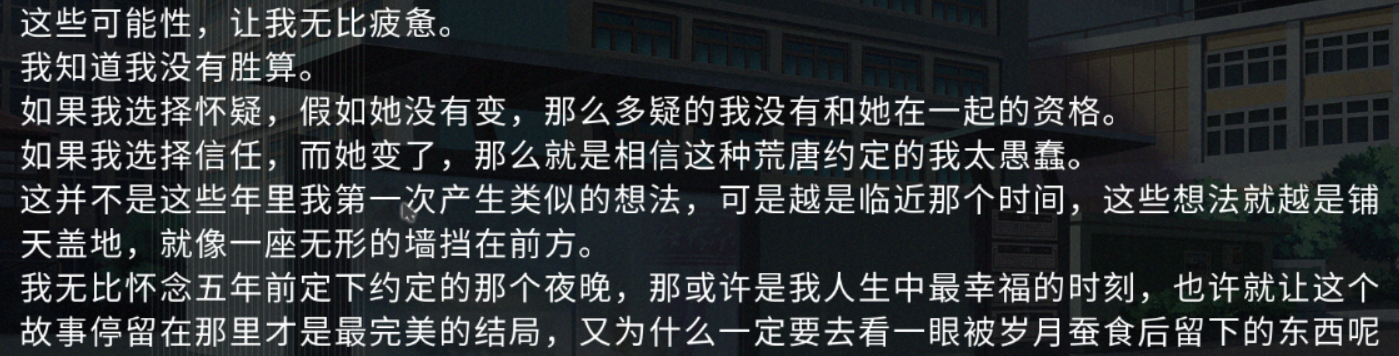 这些可能性，让我无比疲惫。
我知道我没有胜算。
如果我选择怀疑，假如她没有变，那么多疑的我没有和她在一起的资格。
如果我选择信任，而她变了，那么就是相信这种荒唐约定的我太愚蠢。
这并不是这些年里我第一次产生类似的想法，可是越是临近那个时间，这些想法就越是铺
天盖地，就像一座无形的墙挡在前方。
我无比怀念五年前定下约定的那个夜晚，那或许是我人生中最幸福的时刻，也许就让这个
故事停留在那里才是最完美的结局，又为什么一定要去看一眼被岁月蚕食后留下的东西呢